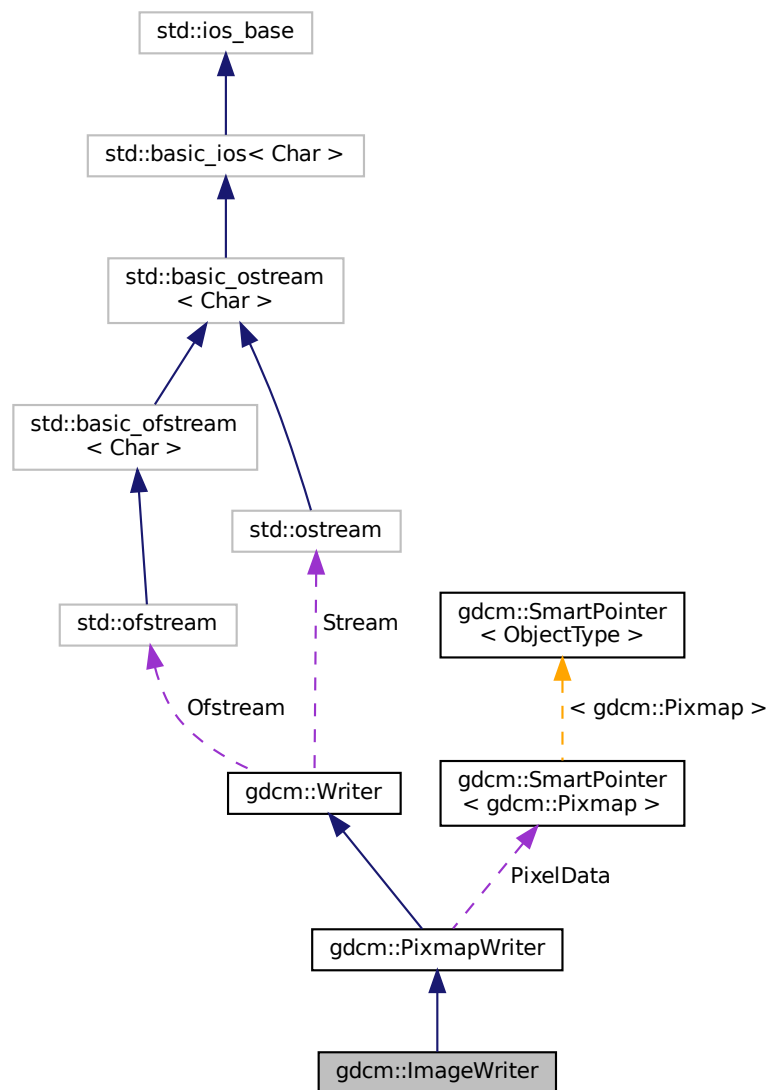 std::ios_base
std::basic_ios< Char >
std::basic_ostream
< Char >
std::basic_ofstream
< Char >
std::ostream
std::ofstream
gdcm::SmartPointer
< ObjectType >
Stream
Ofstream
< gdcm::Pixmap >
gdcm::Writer
gdcm::SmartPointer
< gdcm::Pixmap >
PixelData
gdcm::PixmapWriter
gdcm::ImageWriter